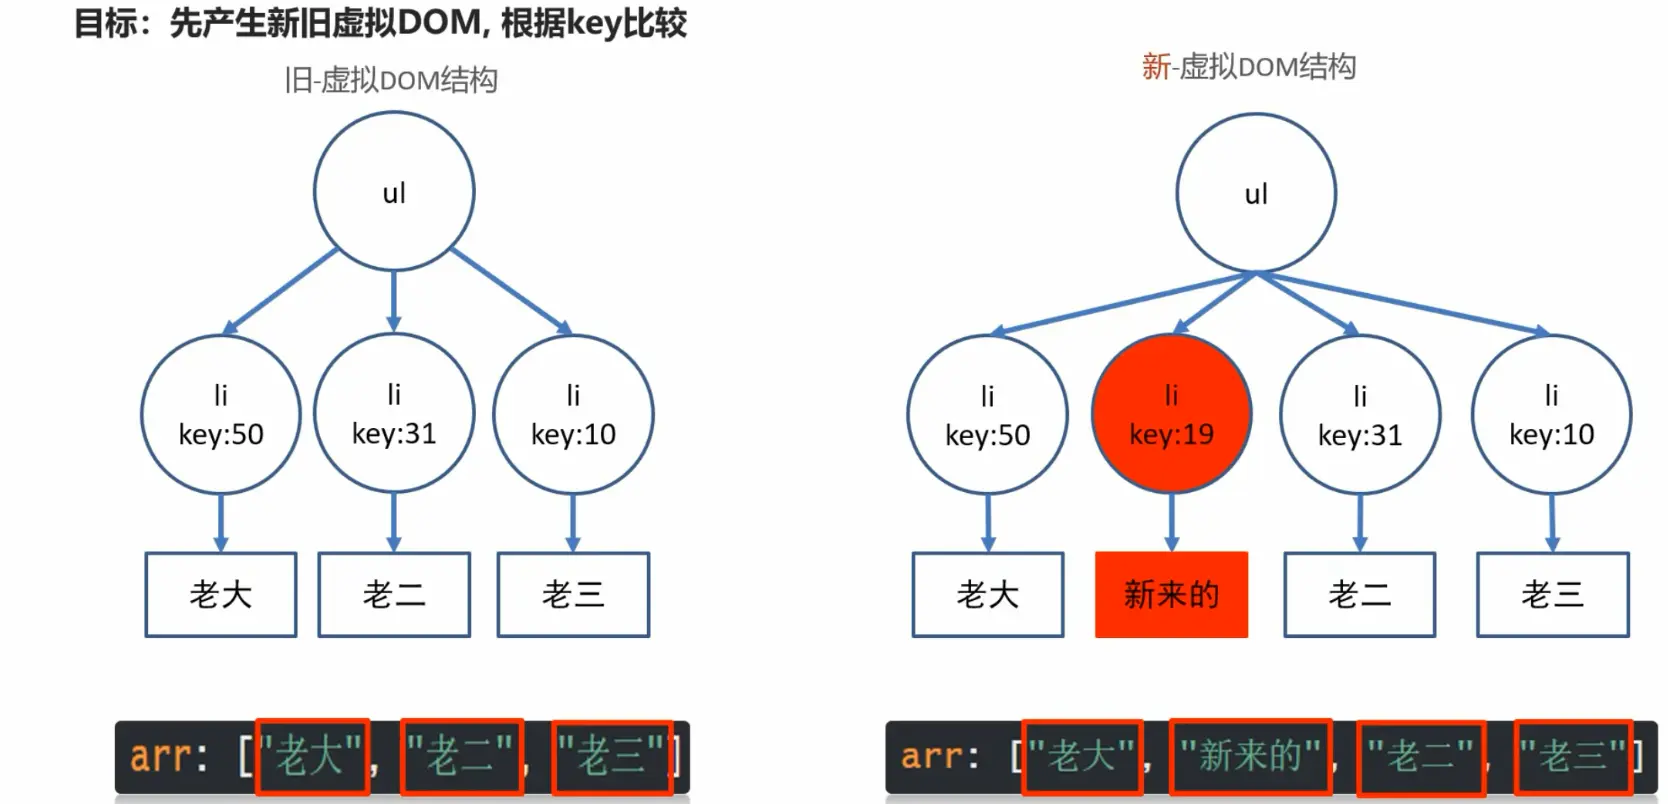 目标：先产生新旧虚拟DOM, 根据key比较
旧-虚拟DOM结构
ul
li
key:50
li
key:31
li
key:10
老大
老二
老三
arr: ["老大", "老二", "老三"]
新-虚拟DOM结构
ul
li
key:50
li
key:19
li
key:31
li
key:10
老大
新来的
老二
老三
arr: ["老大", "新来的", "老二", "老三"]